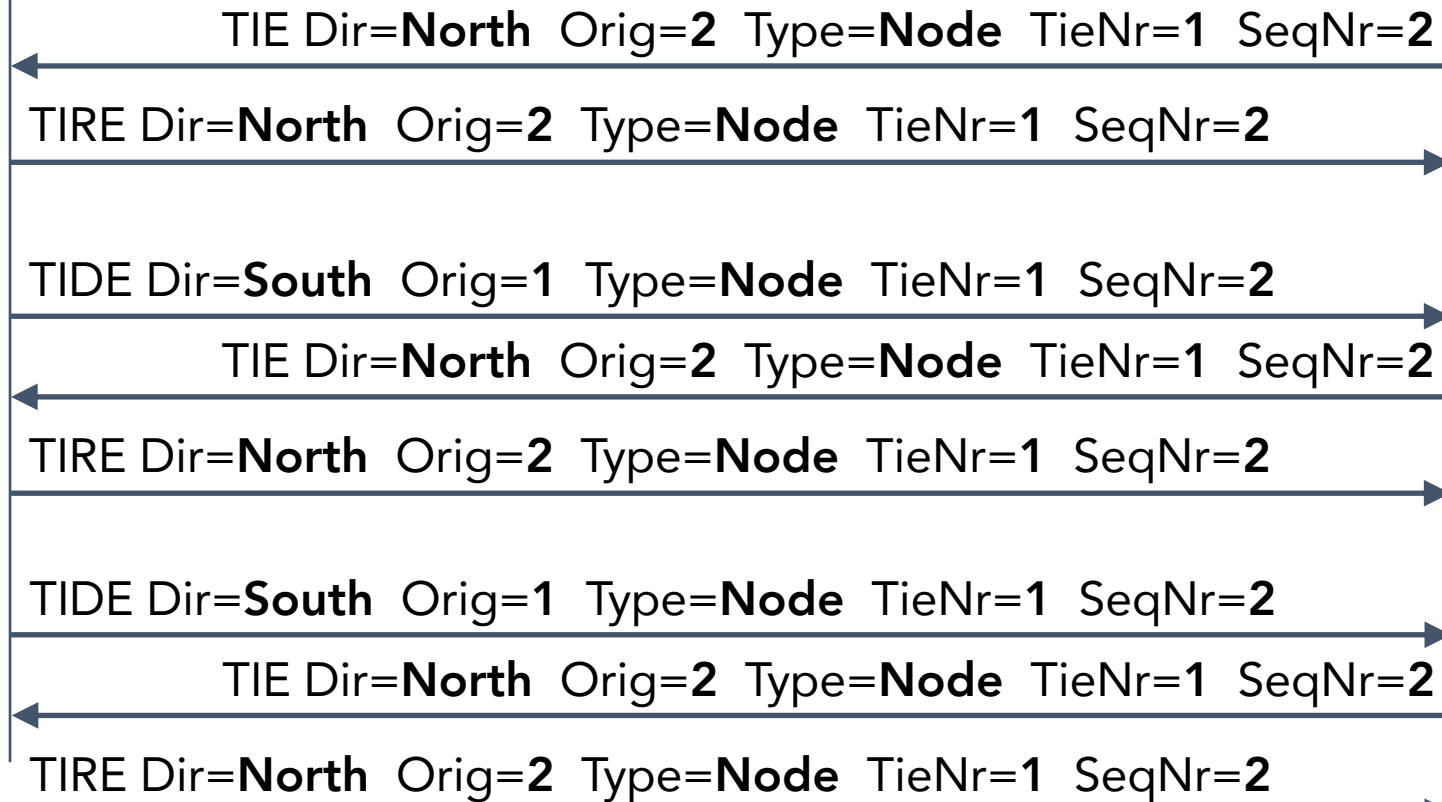 TIE Dir=North Orig=2 Type=Node TieNr=1 SeqNr=2
TIRE Dir=North Orig=2 Type=Node TieNr=1 SeqNr=2
TIDE Dir=South Orig=1 Type=Node TieNr=1 SeqNr=2
TIE Dir=North Orig=2 Type=Node TieNr=1 SeqNr=2
TIRE Dir=North Orig=2 Type=Node TieNr=1 SeqNr=2
TIDE Dir=South Orig=1 Type=Node TieNr=1 SeqNr=2
TIE Dir=North Orig=2 Type=Node TieNr=1 SeqNr=2
TIRE Dir=North Orig=2 Type=Node TieNr=1 SeqNr=2